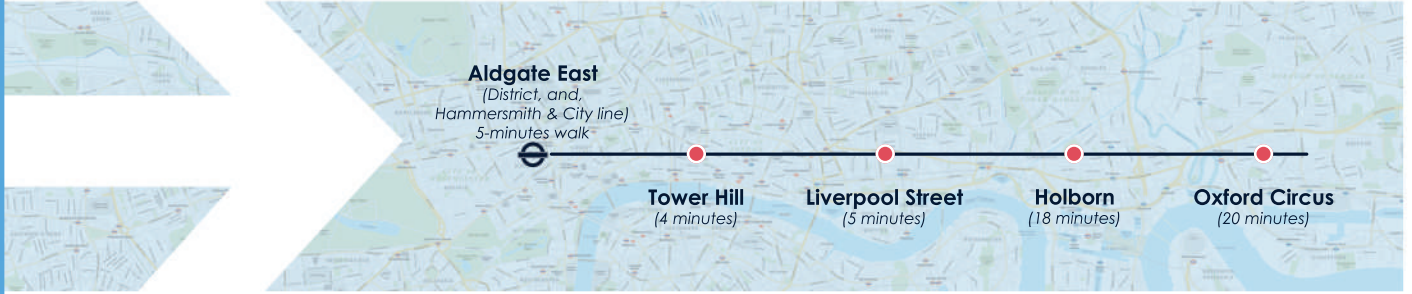 Aldgate East
(District, and,
Hammersmith & City line)
5-minutes walk
Tower Hill
(4 minutes)
Liverpool Street
(5 minutes)
Holborn
(18 minutes)
Oxford Circus
(20 minutes)